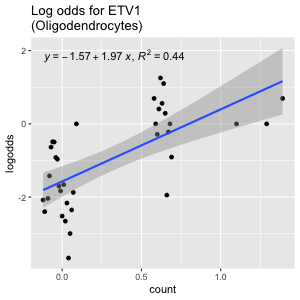 Log odds for ETV1
(Oligodendrocytes)
y = − 1.57 + 1.97 x, R² = 0.44
2
0
-2
logodds
0.0 0.5 1.0
count